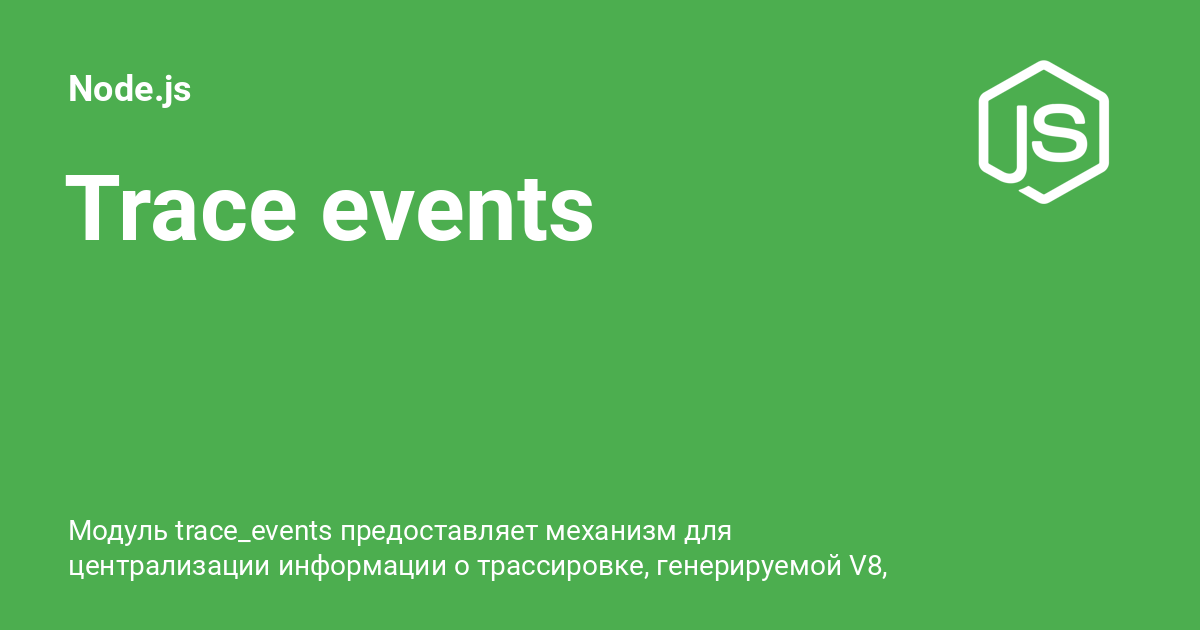 Node.js
JS
Trace events
Модуль trace_events предоставляет механизм для
централизации информации о трассировке, генерируемой V8,